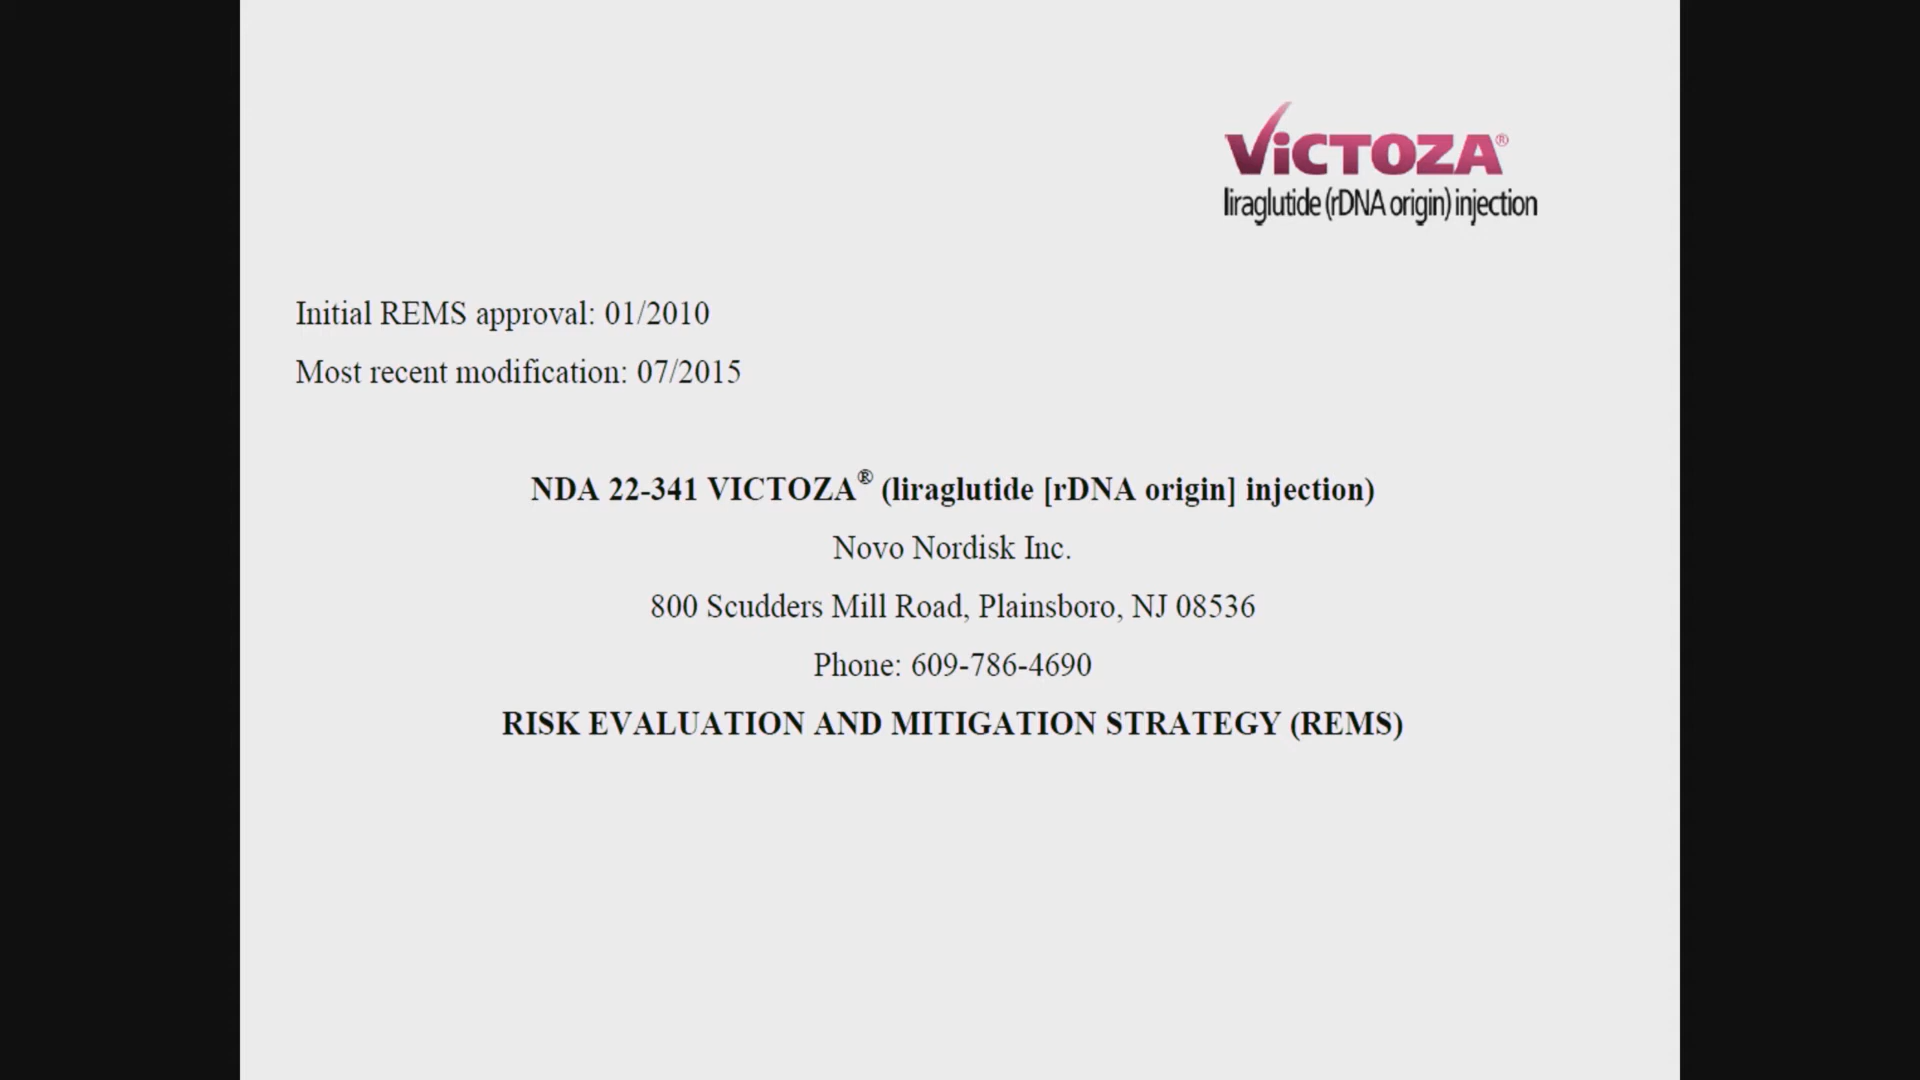 VICTOZA®
liraglutide (rDNA origin) injection
Initial REMS approval: 01/2010
Most recent modification: 07/2015
NDA 22-341 VICTOZA® (liraglutide [rDNA origin] injection)
Novo Nordisk Inc.
800 Scudders Mill Road, Plainsboro, NJ 08536
Phone: 609-786-4690
RISK EVALUATION AND MITIGATION STRATEGY (REMS)